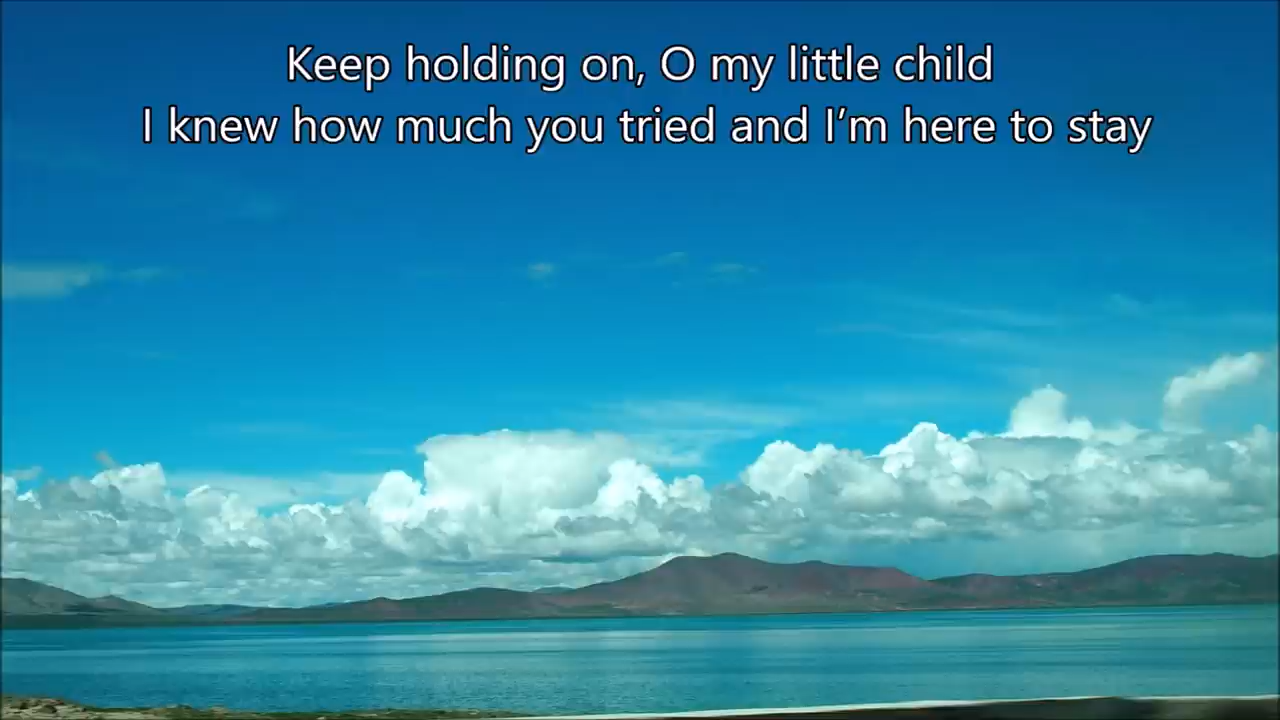 Keep holding on, O my little child
I knew how much you tried and I’m here to stay